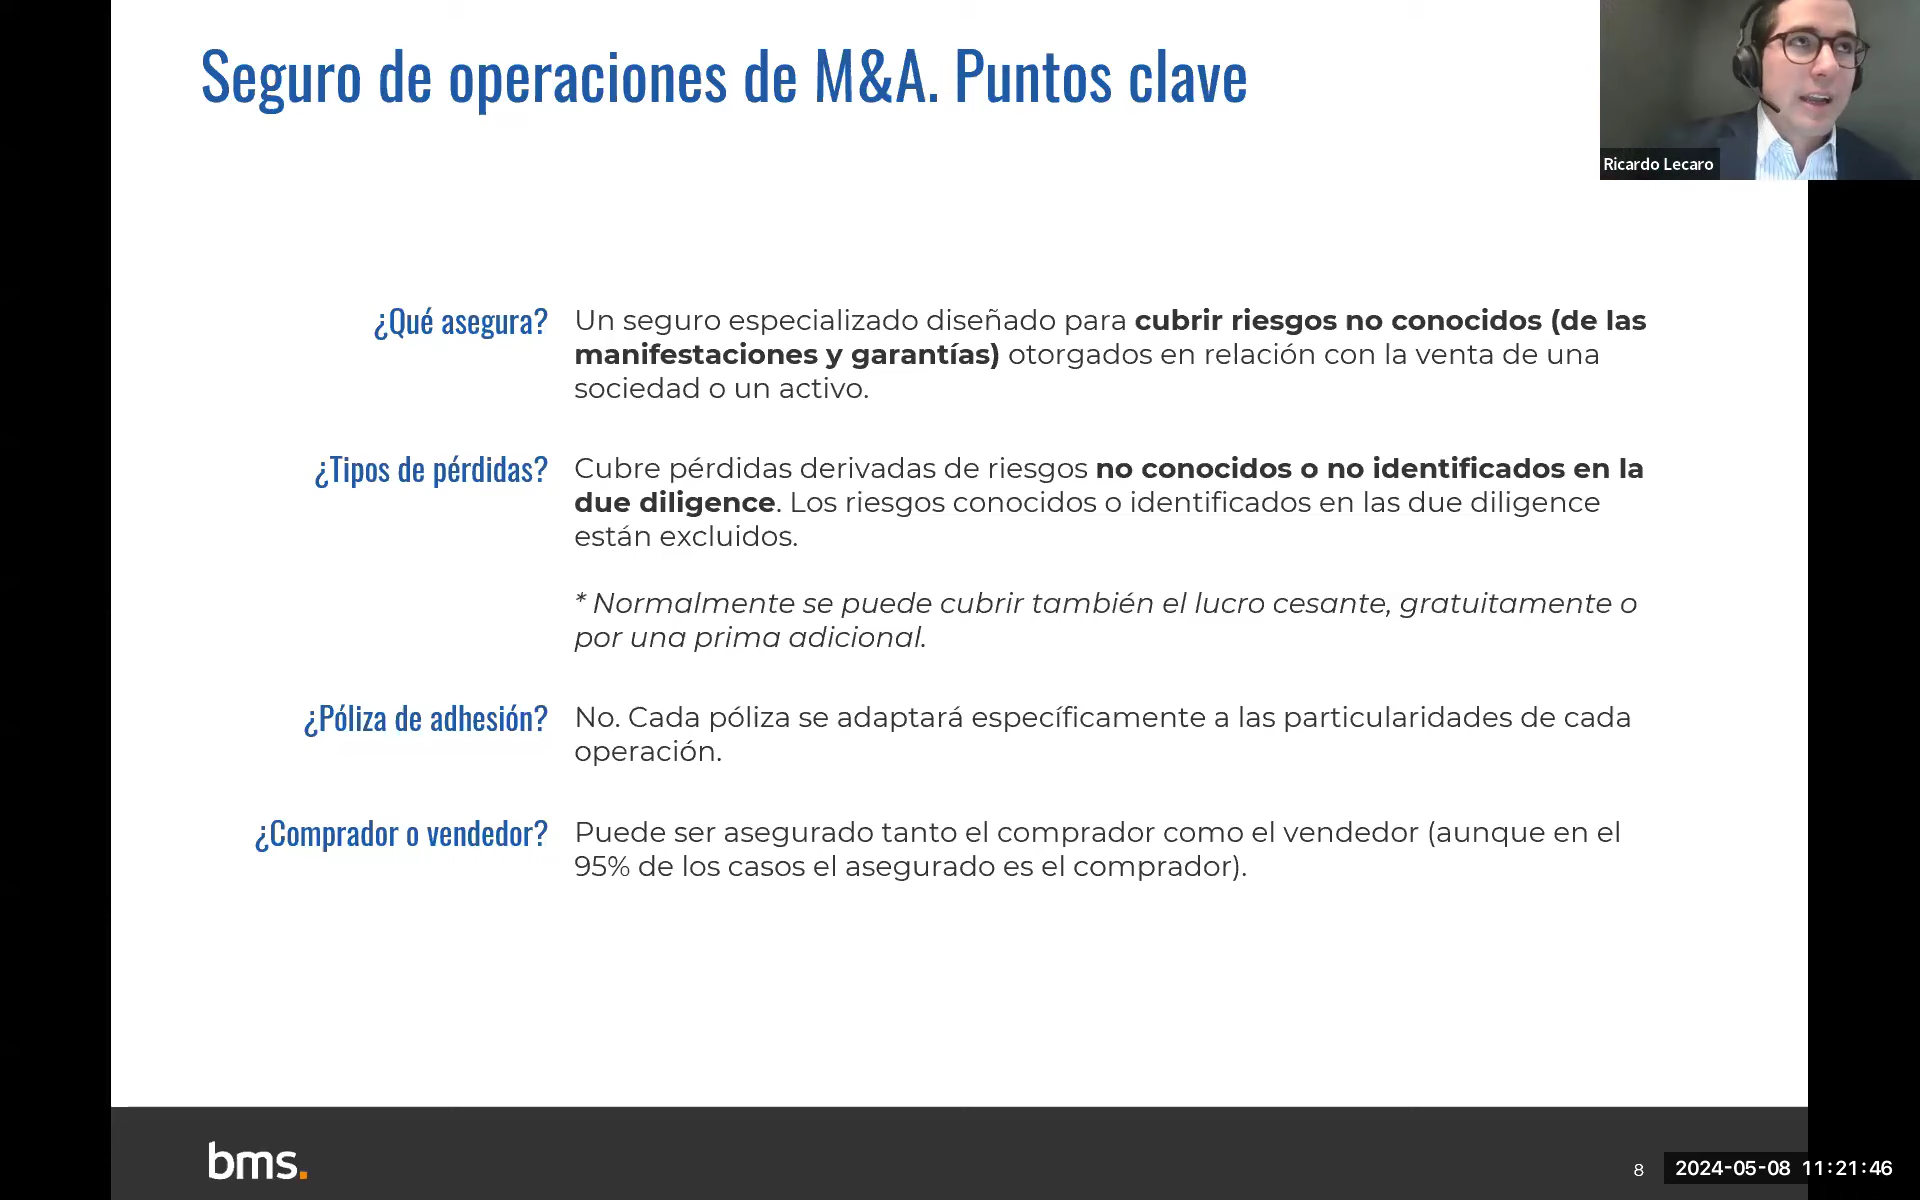 Seguro de operaciones de M&A. Puntos clave
Ricardo Lecaro
¿Qué asegura?
Un seguro especializado diseñado para cubrir riesgos no conocidos (de las
manifestaciones y garantías) otorgados en relación con la venta de una
sociedad o un activo.
¿Tipos de pérdidas?
Cubre pérdidas derivadas de riesgos no conocidos o no identificados en la
due diligence. Los riesgos conocidos o identificados en las due diligence
están excluidos.
* Normalmente se puede cubrir también el lucro cesante, gratuitamente o
por una prima adicional.
¿Póliza de adhesión?
No. Cada póliza se adaptará específicamente a las particularidades de cada
operación.
¿Comprador o vendedor?
Puede ser asegurado tanto el comprador como el vendedor (aunque en el
95% de los casos el asegurado es el comprador).
bms.
8
2024-05-08 11:21:46